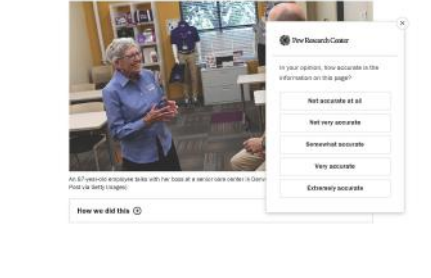 Pew Research Center
In your opinion, how accurate is the
information on this page?
Not accurate at all
Not very accurate
Somewhat accurate
Very accurate
Extremely accurate
An 67-year-old employee talks with her boss at a senior care center in Denv
Post via Getty Images)
How we did this